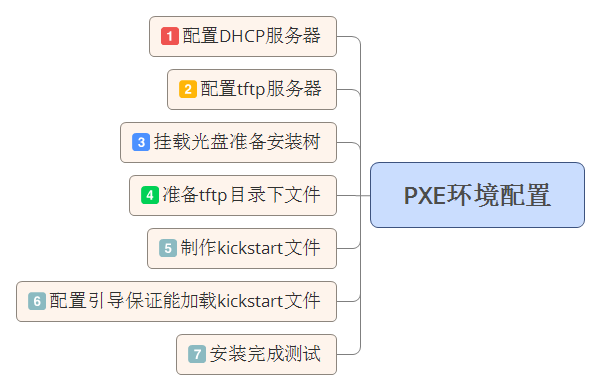 1 配置DHCP服务器
2 配置tftp服务器
3 挂载光盘准备安装树
4 准备tftp目录下文件
5 制作kickstart文件
6 配置引导保证能加载kickstart文件
7 安装完成测试
PXE环境配置